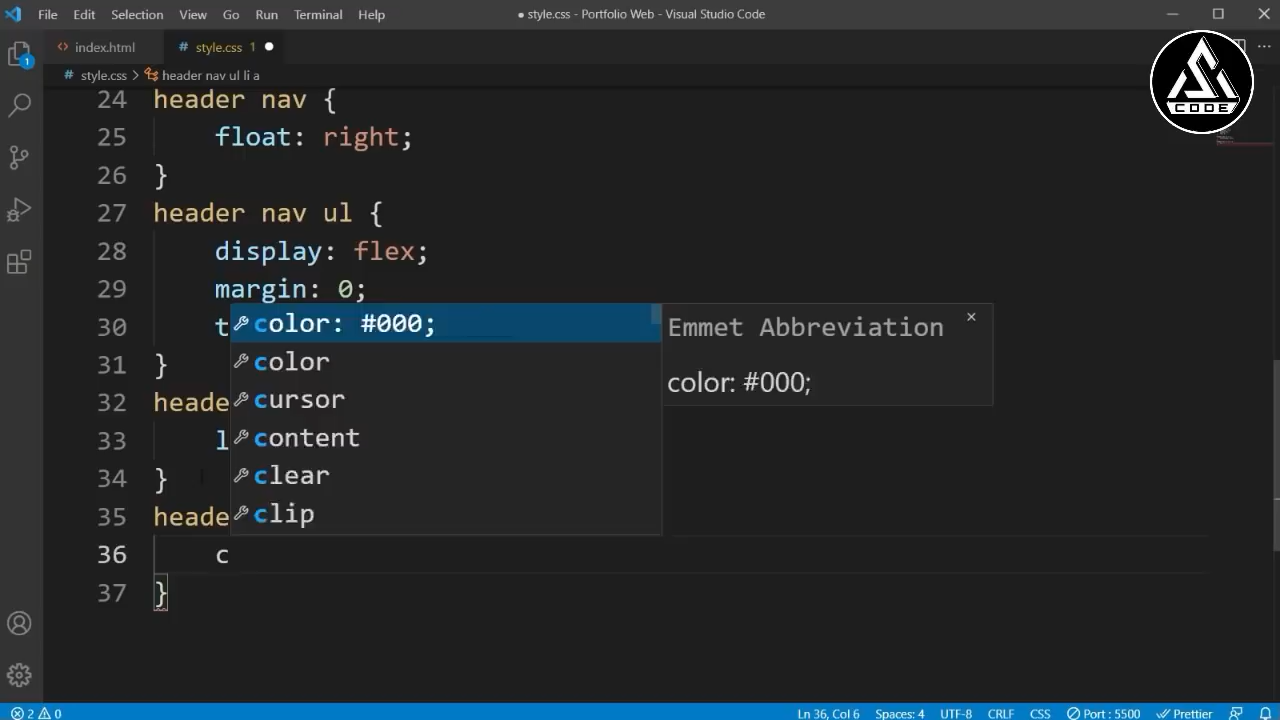 File Edit Selection View Go Run Terminal Help ● style.css - Portfolio Web - Visual Studio Code
index.html # style.css 1
# style.css > header nav ul li a
CODE
24 header nav {
25 float: right;
26 }
27 header nav ul {
28 display: flex;
29 margin: 0;
30 t
color: #000;
Emmet Abbreviation
color
color: #000;
cursor
content
clear
clip
31 }
32 heade
33 l
34 }
35 heade
36 c
37 }
1
2 0 Ln 36, Col 6 Spaces: 4 UTF-8 CRLF CSS Port : 5500 Prettier